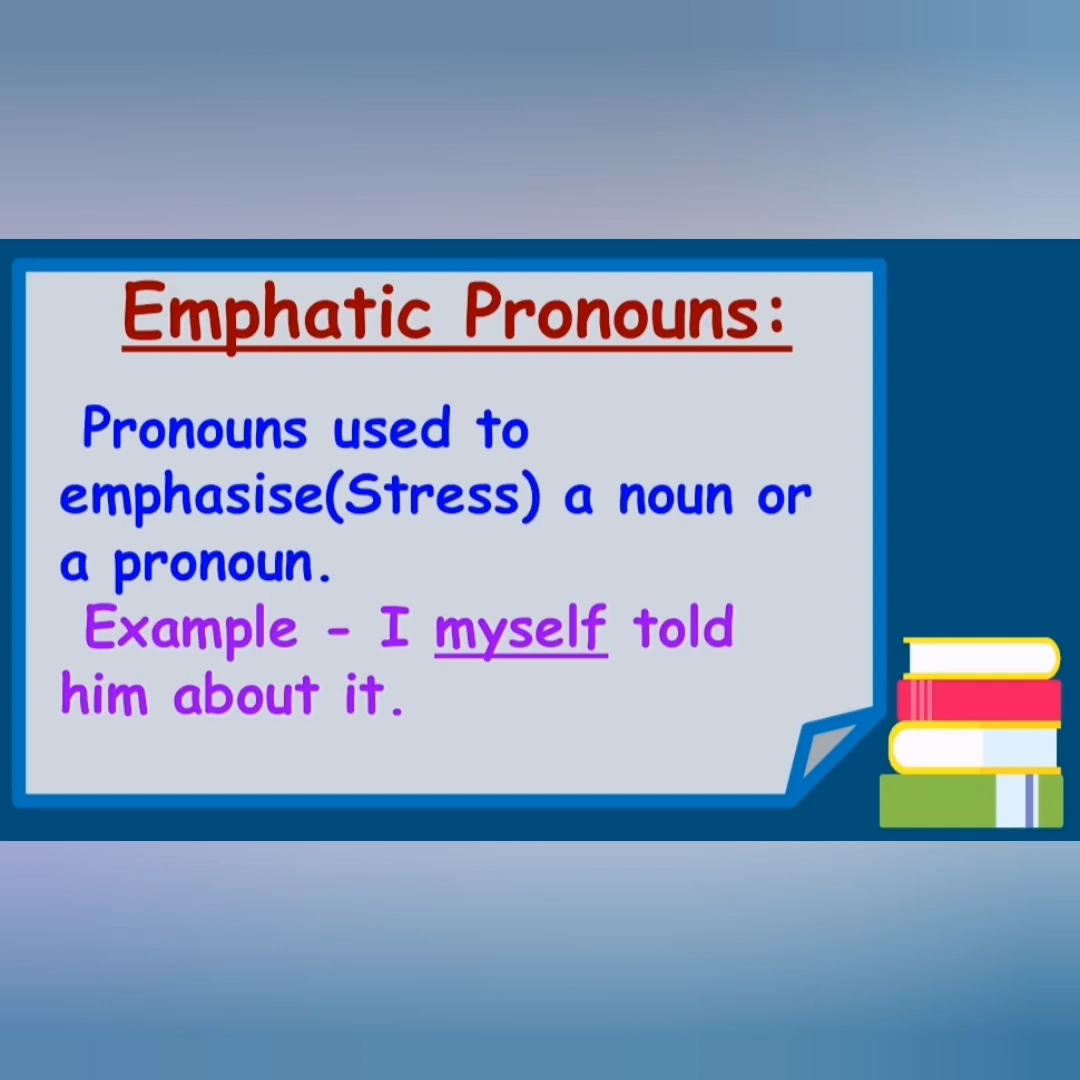 Emphatic Pronouns:
Pronouns used to
emphasise(Stress) a noun or
a pronoun.
Example - I myself told
him about it.